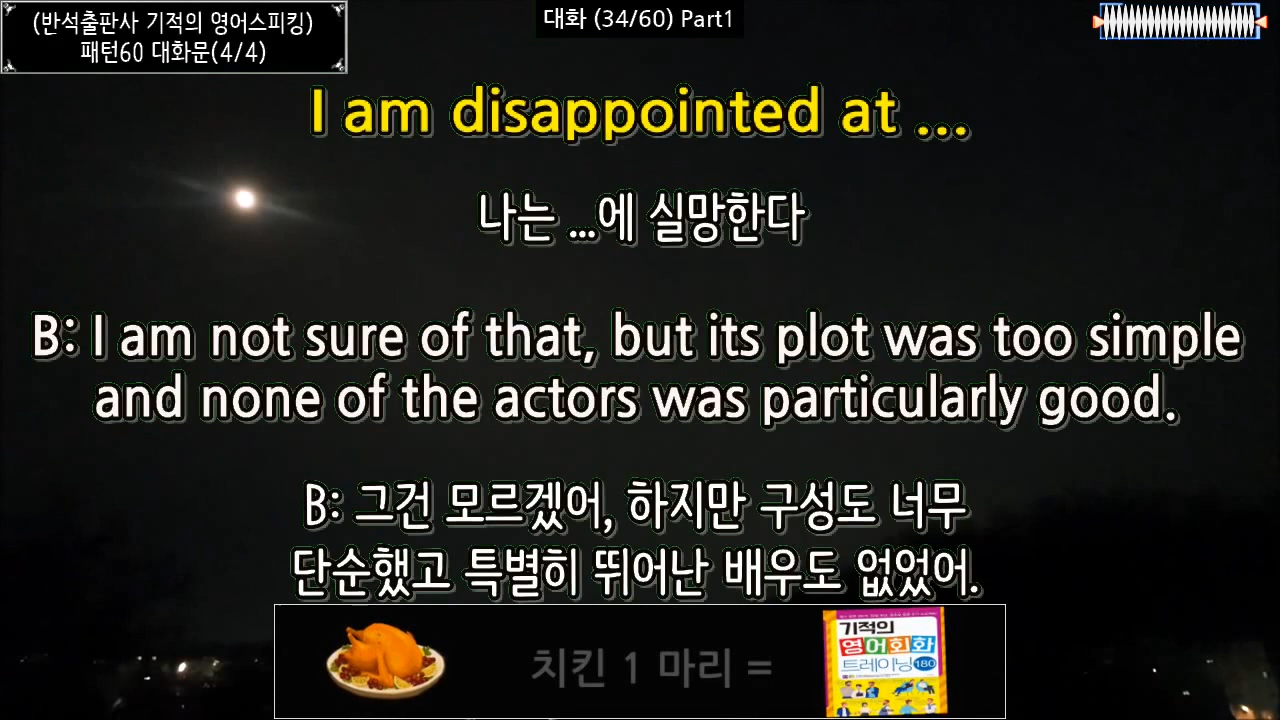 (반석출판사 기적의 영어스피킹)
패턴60 대화문(4/4)
대화 (34/60) Part1
I am disappointed at ...
나는 ...에 실망한다
B: I am not sure of that, but its plot was too simple
and none of the actors was particularly good.
B: 그건 모르겠어, 하지만 구성도 너무
단순했고 특별히 뛰어난 배우도 없었어.
치킨 1 마리 =
기적의
영어회화
트레이닝 180